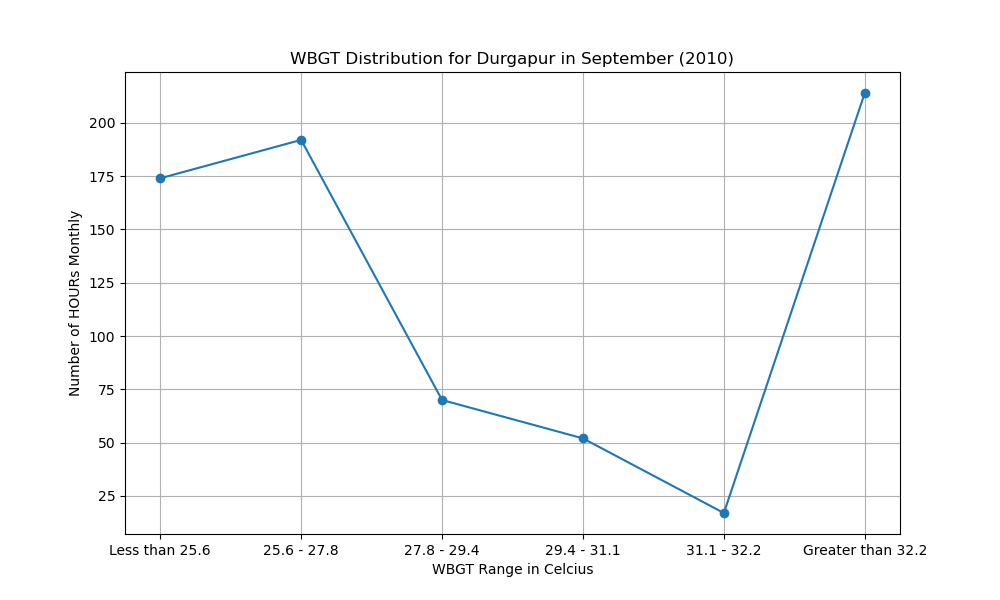 WBGT Distribution for Durgapur in September (2010)
Number of HOURs Monthly
200
175
150
125
100
75
50
25
Less than 25.6 25.6 - 27.8 27.8 - 29.4 29.4 - 31.1 31.1 - 32.2 Greater than 32.2
WBGT Range in Celcius